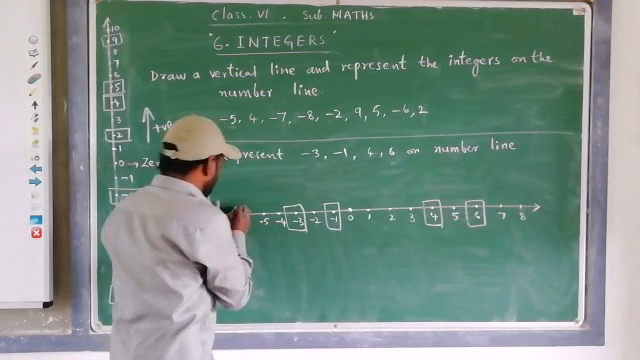 Class. VI. Sub: MATHS
"6. INTEGERS"
Draw a vertical line and represent the integers on the
number line.
-5, 4, -7, -8, -2, 9, 5, -6, 2
present -3, -1, 4, 6 on number line
10
9
8
7
6
5
4
3
2
1
0 → Ze
-1
+ve
-5 -4 -3 -2 -1 0 1 2 3 4 5 6 7 8